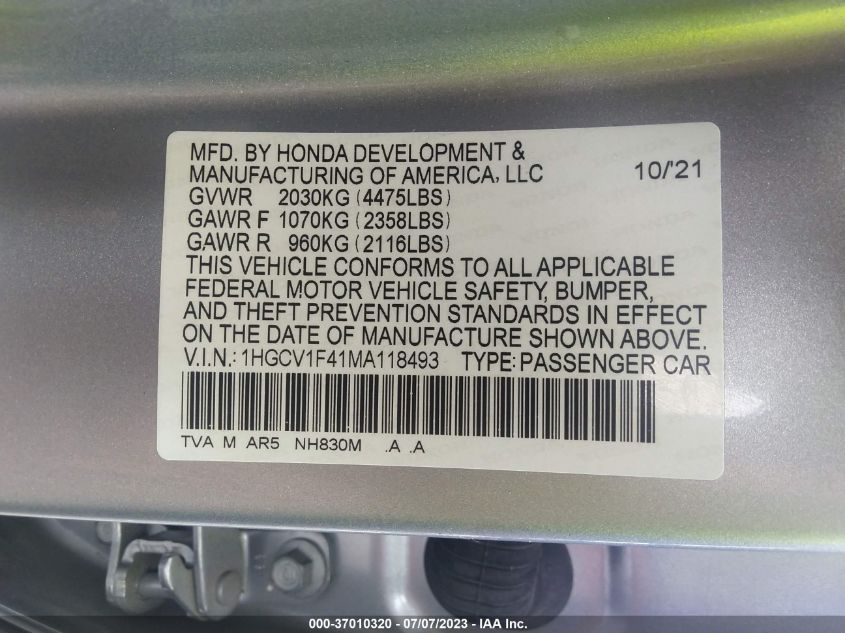 MFD. BY HONDA DEVELOPMENT &
MANUFACTURING OF AMERICA, LLC 10/'21
GVWR 2030KG (4475LBS)
GAWR F 1070KG (2358LBS)
GAWR R 960KG (2116LBS)
THIS VEHICLE CONFORMS TO ALL APPLICABLE
FEDERAL MOTOR VEHICLE SAFETY, BUMPER,
AND THEFT PREVENTION STANDARDS IN EFFECT
ON THE DATE OF MANUFACTURE SHOWN ABOVE.
V.I.N.: 1HGCV1F41MA118493 TYPE: PASSENGER CAR
TVA M AR5 NH830M .A .A
000-37010320 - 07/07/2023 - IAA Inc.